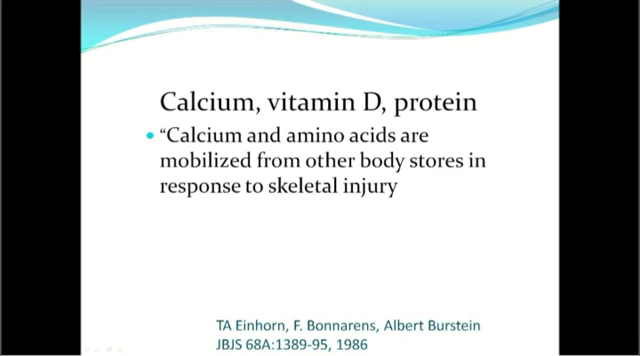 Calcium, vitamin D, protein
• “Calcium and amino acids are
mobilized from other body stores in
response to skeletal injury
TA Einhorn, F. Bonnarens, Albert Burstein
JBJS 68A:1389-95, 1986